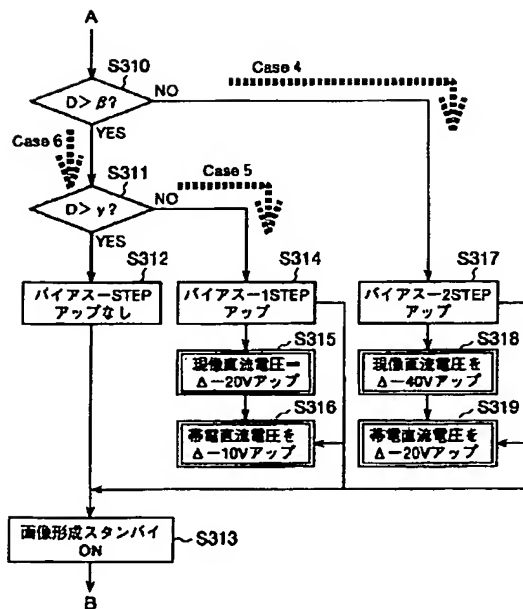 A
S310
Case 4
D> β?
NO
YES
Case 6
S311
Case 5
D> γ?
NO
YES
S312
バイアスーSTEP
アップなし
S314
バイアスー1STEP
アップ
S317
バイアスー2STEP
アップ
S315
現像直流電圧ー
Δー20Vアップ
S318
現像直流電圧を
Δー40Vアップ
S316
帯電直流電圧を
Δー10Vアップ
S319
帯電直流電圧を
Δー20Vアップ
画像形成スタンバイ
ON
S313
B